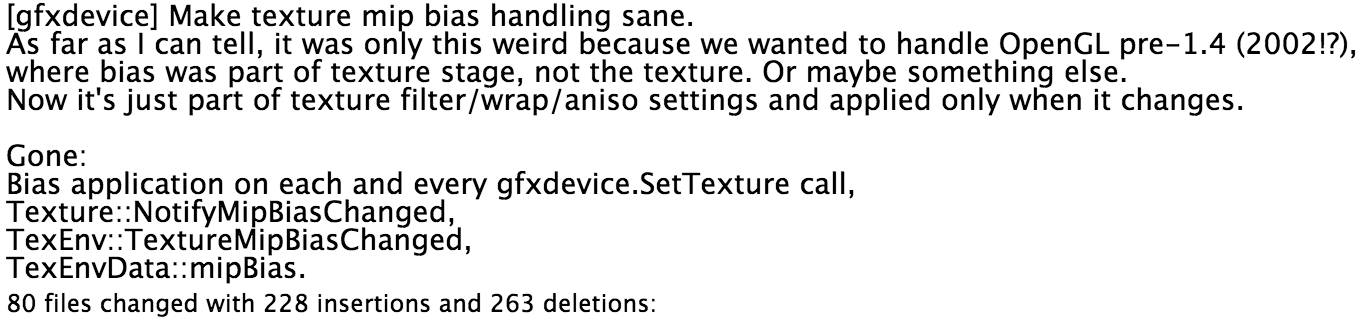 [gfxdevice] Make texture mip bias handling sane.
As far as I can tell, it was only this weird because we wanted to handle OpenGL pre-1.4 (2002!?),
where bias was part of texture stage, not the texture. Or maybe something else.
Now it's just part of texture filter/wrap/aniso settings and applied only when it changes.

Gone:
Bias application on each and every gfxdevice.SetTexture call,
Texture::NotifyMipBiasChanged,
TexEnv::TextureMipBiasChanged,
TexEnvData::mipBias.
80 files changed with 228 insertions and 263 deletions: